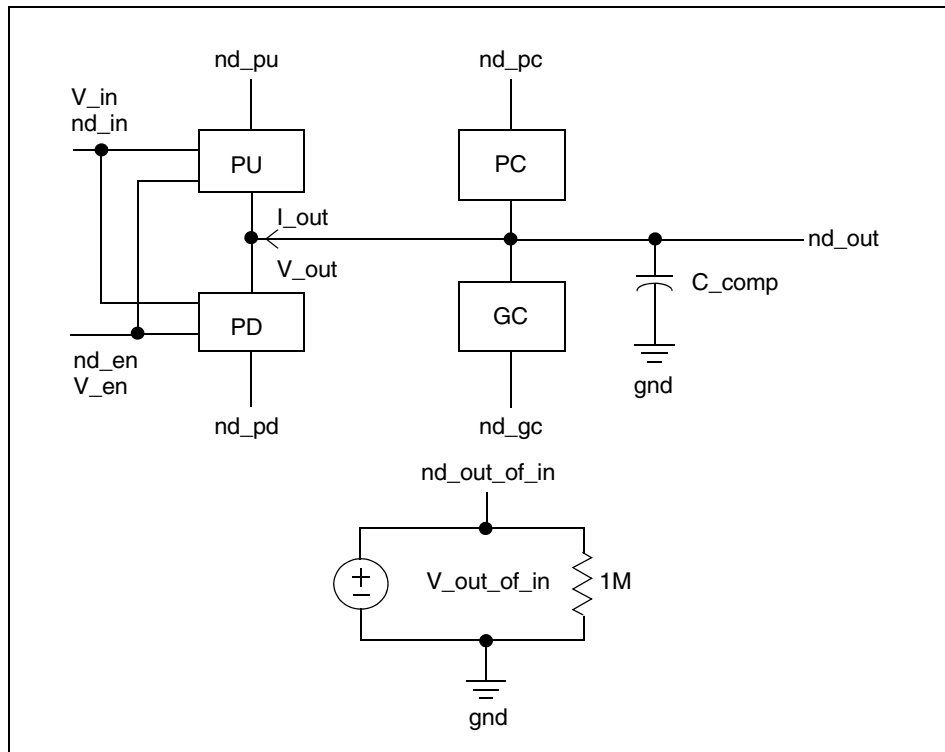 nd_pu
nd_pc
V_in
nd_in
PU
PC
I_out
nd_out
V_out
C_comp
PD
GC
nd_en
V_en
gnd
nd_pd
nd_gc
nd_out_of_in
+
−
V_out_of_in
1M
gnd